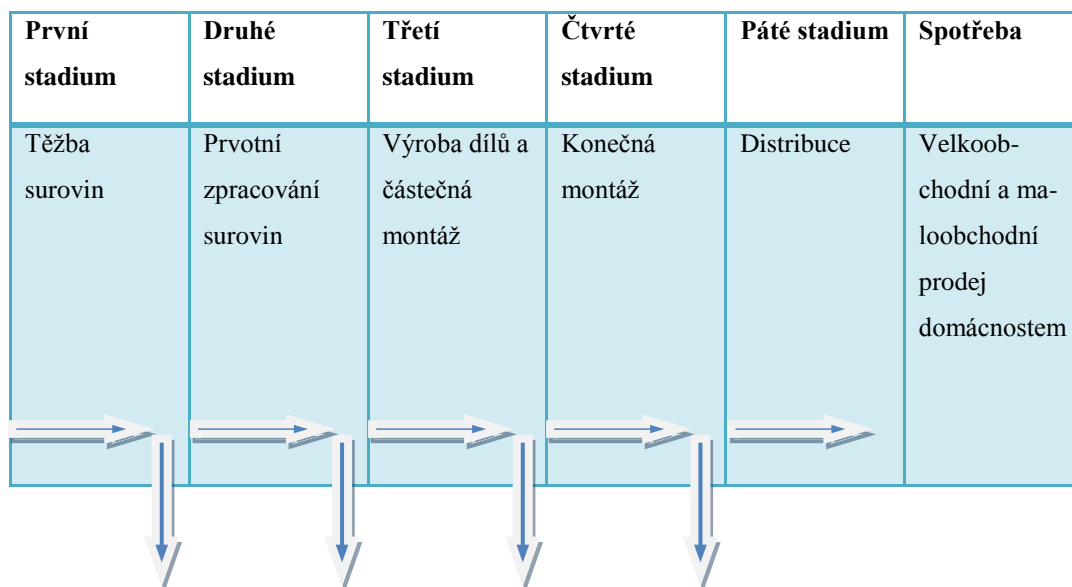 První
stadium
Druhé
stadium
Třetí
stadium
Čtvrté
stadium
Páté stadium
Spotřeba
Těžba
surovin
Prvotní
zpracování
surovin
Výroba dílů a
částečná
montáž
Konečná
montáž
Distribuce
Velkoob-
chodní a ma-
loobchodní
prodej
domácnostem